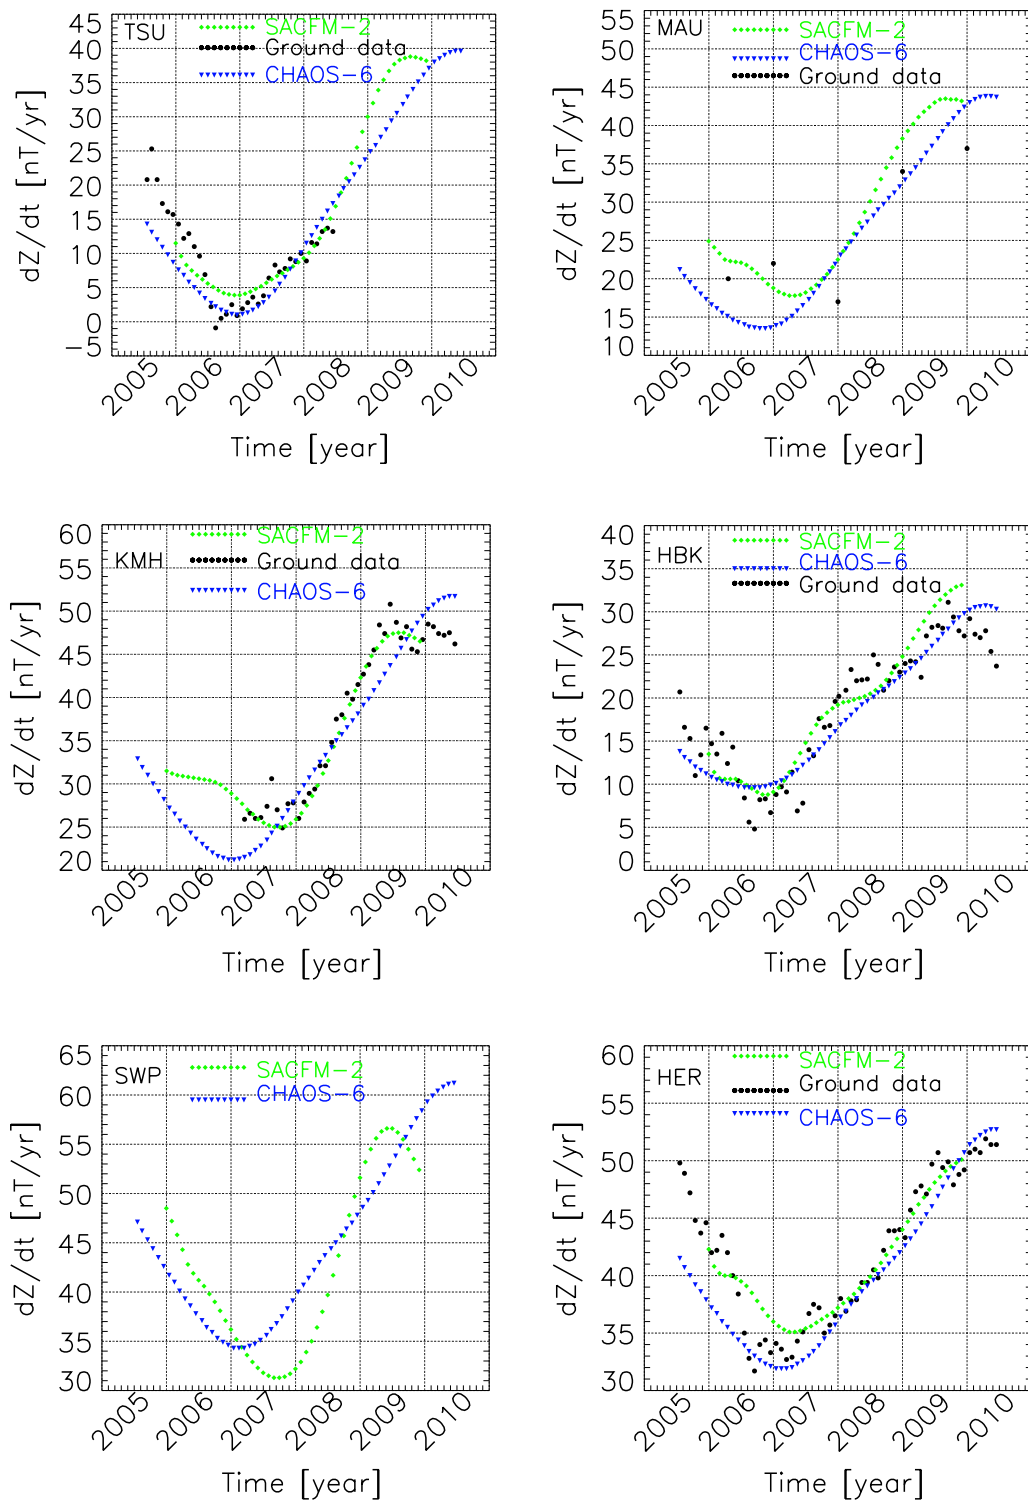 TSU
SACFM-2
Ground data
CHAOS-6
45
40
35
30
25
20
15
10
5
0
-5
dZ/dt [nT/yr]
2005
2006
2007
2008
2009
2010
Time [year]
MAU
SACFM-2
CHAOS-6
Ground data
55
50
45
40
35
30
25
20
15
10
dZ/dt [nT/yr]
2005
2006
2007
2008
2009
2010
Time [year]
KMH
SACFM-2
Ground data
CHAOS-6
60
55
50
45
40
35
30
25
20
dZ/dt [nT/yr]
2005
2006
2007
2008
2009
2010
Time [year]
HBK
SACFM-2
CHAOS-6
Ground data
40
35
30
25
20
15
10
5
0
dZ/dt [nT/yr]
2005
2006
2007
2008
2009
2010
Time [year]
SWP
SACFM-2
CHAOS-6
65
60
55
50
45
40
35
30
dZ/dt [nT/yr]
2005
2006
2007
2008
2009
2010
Time [year]
HER
SACFM-2
Ground data
CHAOS-6
60
55
50
45
40
35
30
dZ/dt [nT/yr]
2005
2006
2007
2008
2009
2010
Time [year]